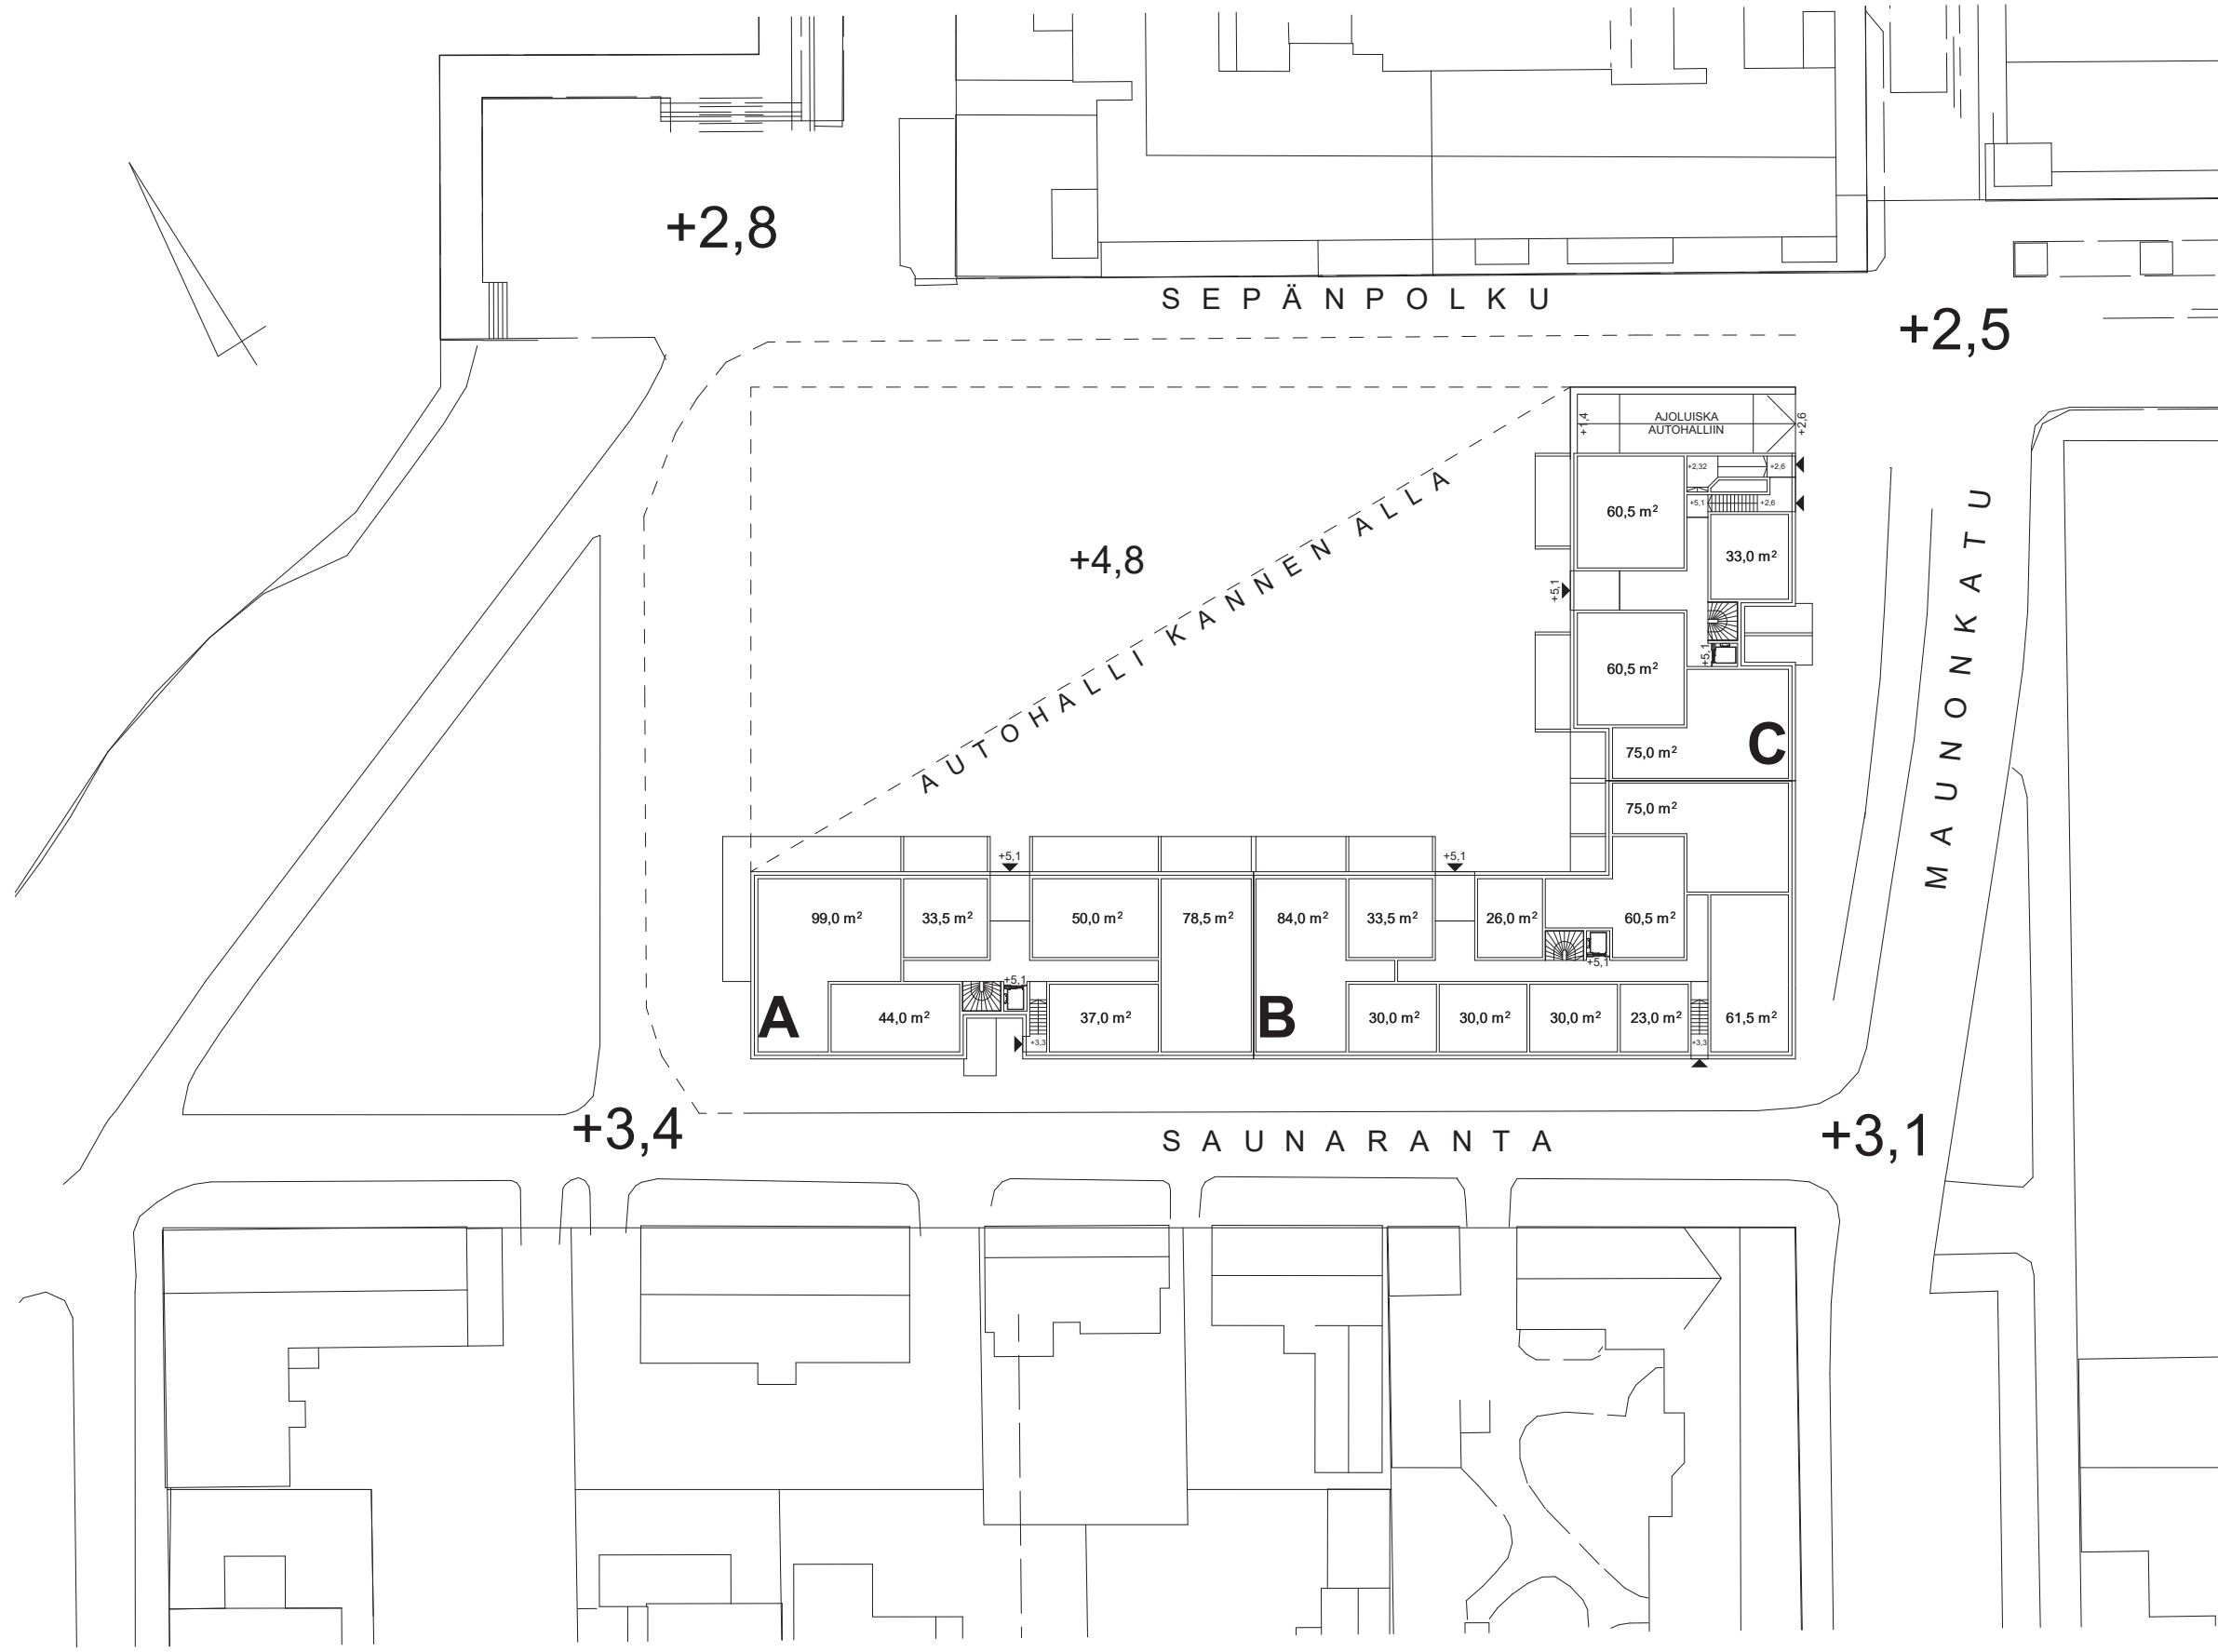 +2,8
SEPÄNPOLKU
+2,5
AJOLUISKA
AUTOHALLIIN
+1,4
+2,6
+2,32
+2,6
+5,1
+2,6
60,5 m²
33,0 m²
+4,8
AUTOHALLI KANNEN ALLA
+5,1
MAUNONKATU
60,5 m²
+5,1
75,0 m²
C
75,0 m²
+5,1
+5,1
99,0 m²
33,5 m²
50,0 m²
78,5 m²
84,0 m²
33,5 m²
26,0 m²
60,5 m²
+5,1
+5,1
A
44,0 m²
37,0 m²
B
30,0 m²
30,0 m²
30,0 m²
23,0 m²
61,5 m²
+3,3
+3,3
+3,4
SAUNARANTA
+3,1